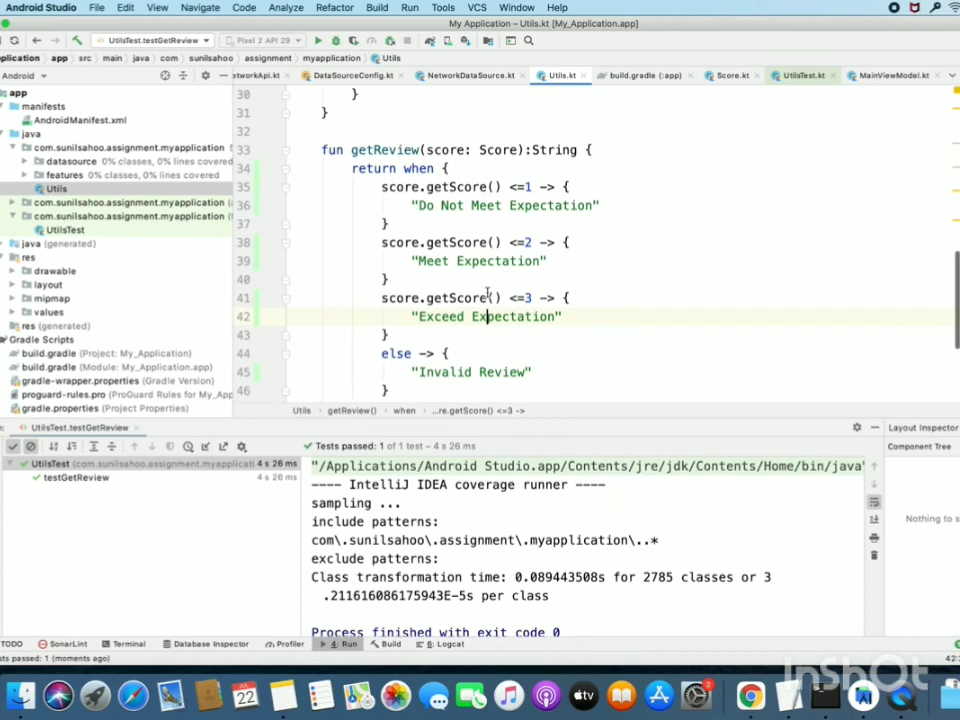 Android Studio File Edit View Navigate Code Analyze Refactor Build Run Tools VCS Window Help
My Application – Utils.kt [My_Application.app]
UtilsTest.testGetReview Pixel 2 API 29
plication app src main java com sunilsahoo assignment myapplication Utils
Android etworkApi.kt DataSourceConfig.kt NetworkDataSource.kt Utils.kt build.gradle (:app) Score.kt UtilsTest.kt MainViewModel.kt
app
manifests
AndroidManifest.xml
java
com.sunilsahoo.assignment.myapplication
datasource 0% classes, 0% lines covered
features 0% classes, 0% lines covered
Utils
com.sunilsahoo.assignment.myapplication (
com.sunilsahoo.assignment.myapplication (
UtilsTest
java (generated)
res
drawable
layout
mipmap
values
res (generated)
Gradle Scripts
build.gradle (Project: My_Application)
build.gradle (Module: My_Application.app)
gradle-wrapper.properties (Gradle Version)
proguard-rules.pro (ProGuard Rules for My_App
gradle.properties (Project Properties)
30 }
31 }
32
33 fun getReview(score: Score):String {
34 return when {
35 score.getScore() <=1 -> {
36 "Do Not Meet Expectation"
37 }
38 score.getScore() <=2 -> {
39 "Meet Expectation"
40 }
41 score.getScore() <=3 -> {
42 "Exceed Expectation"
43 }
44 else -> {
45 "Invalid Review"
46 }
Utils getReview() when ...re.getScore() <=3 ->
UtilsTest.testGetReview
Layout Inspector
Tests passed: 1 of 1 test – 4 s 26 ms
Component Tree
UtilsTest (com.sunilsahoo.assignment.myapplicati 4 s 26 ms
testGetReview 4 s 26 ms
Nothing to s
"/Applications/Android Studio.app/Contents/jre/jdk/Contents/Home/bin/java"
---- IntelliJ IDEA coverage runner ----
sampling ...
include patterns:
com\.sunilsahoo\.assignment\.myapplication\..*
exclude patterns:
Class transformation time: 0.089443508s for 2785 classes or 3
.211616086175943E-5s per class
Process finished with exit code 0
TODO SonarLint Terminal Database Inspector Profiler 4: Run Build 6: Logcat
sts passed: 1 (moments ago)
42:
22
tv
2
InShOt